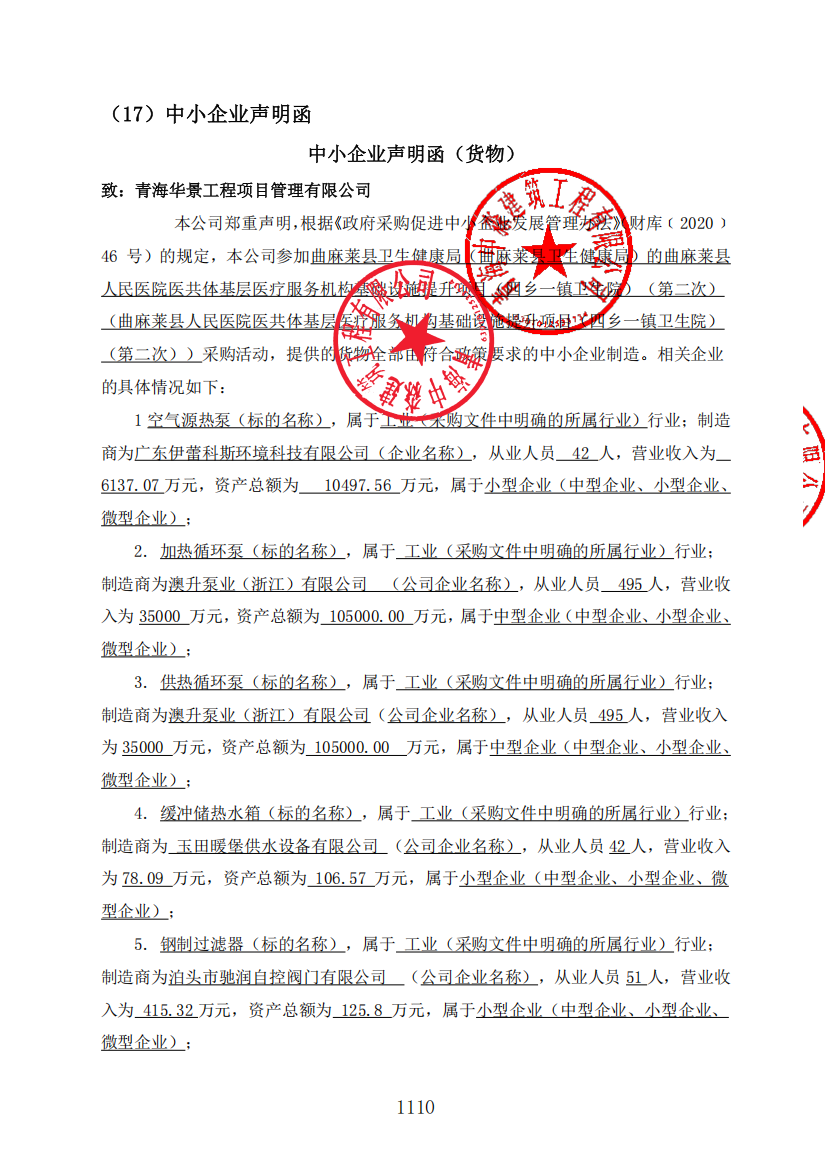 （17）中小企业声明函
中小企业声明函（货物）
致：青海华景工程项目管理有限公司
本公司郑重声明，根据《政府采购促进中小企业发展管理办法》（财库﹝2020﹞
46 号）的规定，本公司参加曲麻莱县卫生健康局（曲麻莱县卫生健康局）的曲麻莱县
人民医院医共体基层医疗服务机构基础设施提升项目（四乡一镇卫生院）（第二次）
（曲麻莱县人民医院医共体基层医疗服务机构基础设施提升项目（四乡一镇卫生院）
（第二次））采购活动，提供的货物全部由符合政策要求的中小企业制造。相关企业
的具体情况如下：
1 空气源热泵（标的名称），属于工业（采购文件中明确的所属行业）行业；制造
商为广东伊蕾科斯环境科技有限公司（企业名称），从业人员 42 人，营业收入为
6137.07 万元，资产总额为 10497.56 万元，属于小型企业（中型企业、小型企业、
微型企业）；
2. 加热循环泵（标的名称），属于 工业（采购文件中明确的所属行业）行业；
制造商为澳升泵业（浙江）有限公司 （公司企业名称），从业人员 495 人，营业收
入为 35000 万元，资产总额为 105000.00 万元，属于中型企业（中型企业、小型企业、
微型企业）；
3. 供热循环泵（标的名称），属于 工业（采购文件中明确的所属行业）行业；
制造商为澳升泵业（浙江）有限公司（公司企业名称），从业人员 495 人，营业收入
为 35000 万元，资产总额为 105000.00 万元，属于中型企业（中型企业、小型企业、
微型企业）；
4. 缓冲储热水箱（标的名称），属于 工业（采购文件中明确的所属行业）行业；
制造商为 玉田暖堡供水设备有限公司 （公司企业名称），从业人员 42 人，营业收入
为 78.09 万元，资产总额为 106.57 万元，属于小型企业（中型企业、小型企业、微
型企业）；
5. 钢制过滤器（标的名称），属于 工业（采购文件中明确的所属行业）行业；
制造商为泊头市驰润自控阀门有限公司 （公司企业名称），从业人员 51 人，营业收
入为 415.32 万元，资产总额为 125.8 万元，属于小型企业（中型企业、小型企业、
微型企业）；
1110